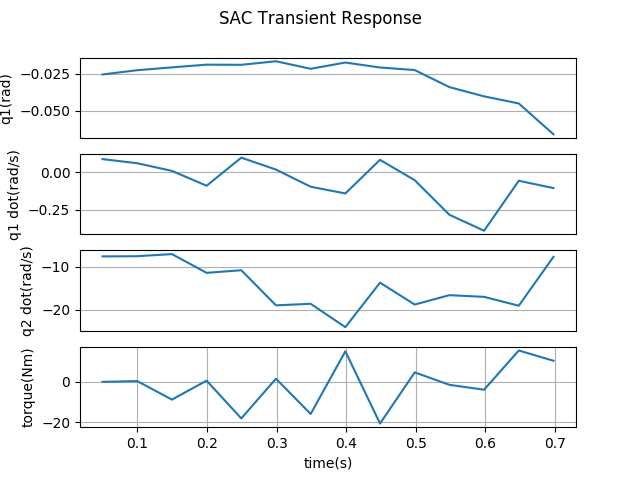 SAC Transient Response
−0.025
−0.050
q1(rad)
0.00
−0.25
q1 dot(rad/s)
−10
−20
q2 dot(rad/s)
0
−20
torque(Nm)
0.1 0.2 0.3 0.4 0.5 0.6 0.7
time(s)